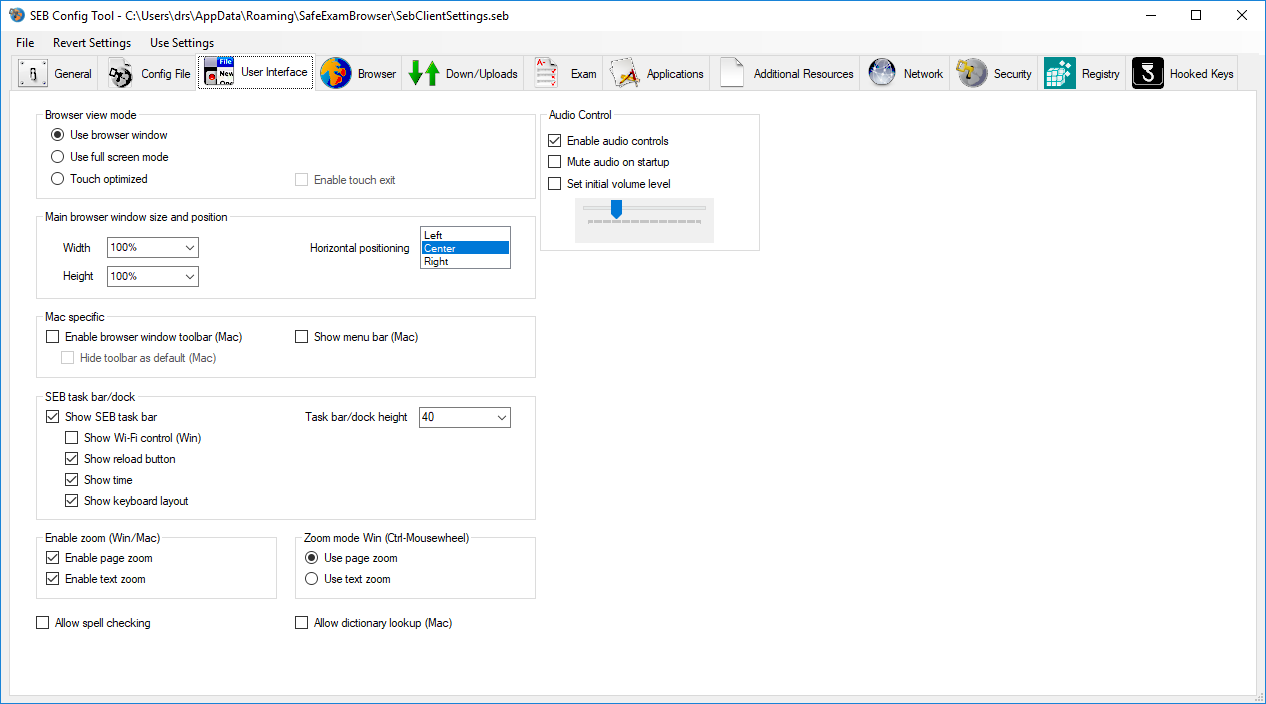 SEB Config Tool - C:\Users\drs\AppData\Roaming\SafeExamBrowser\SebClientSettings.seb
File Revert Settings Use Settings
General Config File User Interface Browser Down/Uploads Exam Applications Additional Resources Network Security Registry Hooked Keys
Browser view mode
Use browser window
Use full screen mode
Touch optimized Enable touch exit
Main browser window size and position
Width 100%
Height 100%
Horizontal positioning
Left
Center
Right
Mac specific
Enable browser window toolbar (Mac) Show menu bar (Mac)
Hide toolbar as default (Mac)
SEB task bar/dock
Show SEB task bar Task bar/dock height 40
Show Wi-Fi control (Win)
Show reload button
Show time
Show keyboard layout
Enable zoom (Win/Mac)
Enable page zoom
Enable text zoom
Zoom mode Win (Ctrl-Mousewheel)
Use page zoom
Use text zoom
Allow spell checking Allow dictionary lookup (Mac)
Audio Control
Enable audio controls
Mute audio on startup
Set initial volume level